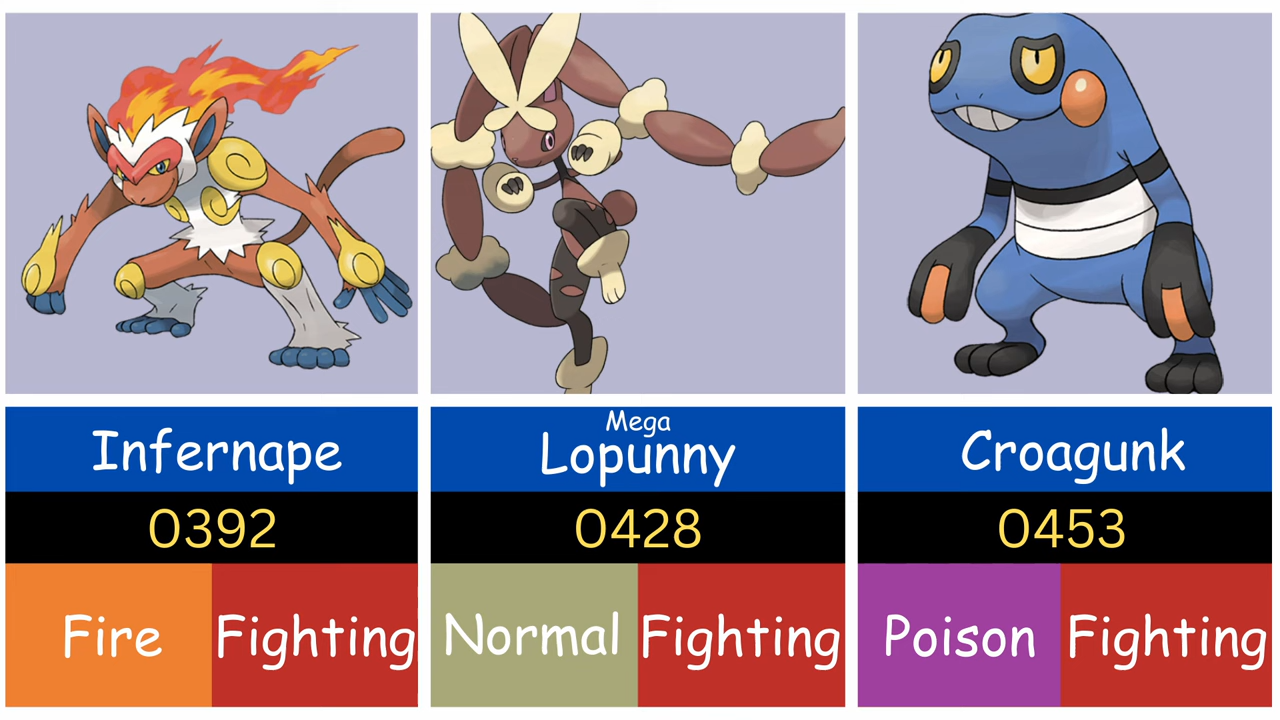 Infernape
0392
Fire Fighting
Mega
Lopunny
0428
Normal Fighting
Croagunk
0453
Poison Fighting